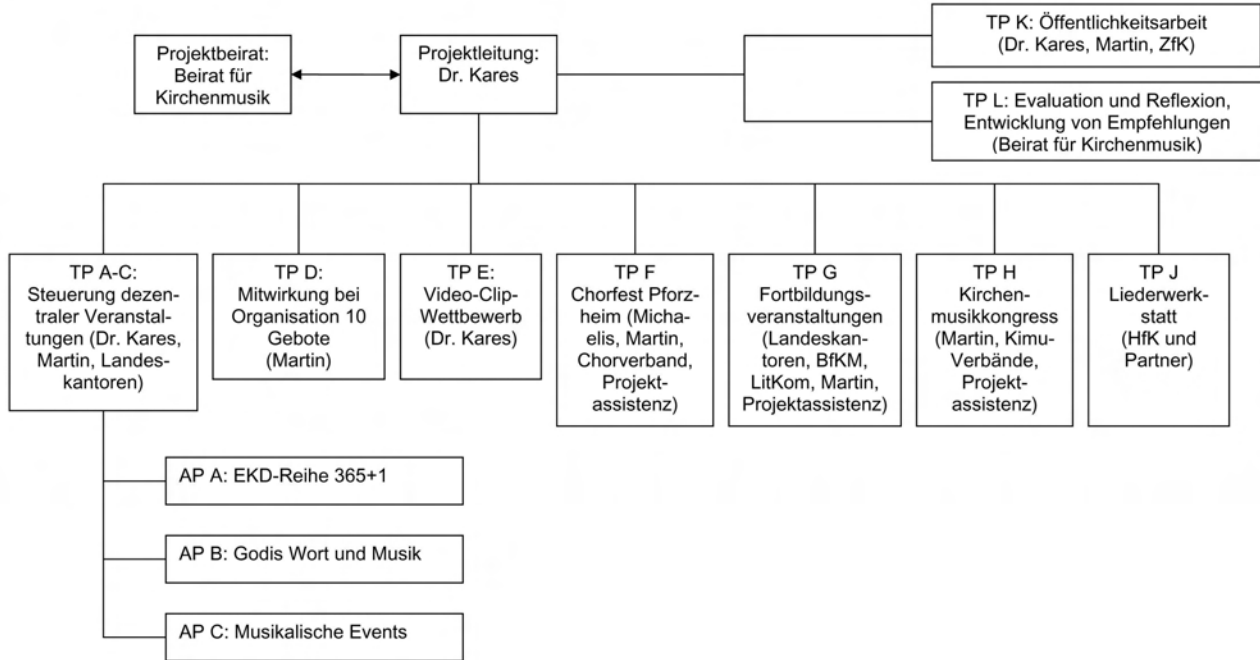 Projektbeirat:
Beirat für
Kirchenmusik
Projektleitung:
Dr. Kares
TP K: Öffentlichkeitsarbeit
(Dr. Kares, Martin, ZfK)
TP L: Evaluation und Reflexion,
Entwicklung von Empfehlungen
(Beirat für Kirchenmusik)
TP A-C:
Steuerung dezen-
traler Veranstal-
tungen (Dr. Kares,
Martin, Landes-
kantoren)
TP D:
Mitwirkung bei
Organisation 10
Gebote
(Martin)
TP E:
Video-Clip-
Wettbewerb
(Dr. Kares)
TP F
Chorfest Pforz-
heim (Micha-
elis, Martin,
Chorverband,
Projekt-
assistenz)
TP G
Fortbildungs-
veranstaltungen
(Landeskan-
toren, BfKM,
LitKom, Martin,
Projektassistenz)
TP H
Kirchen-
musikkongress
(Martin, Kimu-
Verbände,
Projekt-
assistenz)
TP J
Liederwerk-
statt
(HfK und
Partner)
AP A: EKD-Reihe 365+1
AP B: Godis Wort und Musik
AP C: Musikalische Events